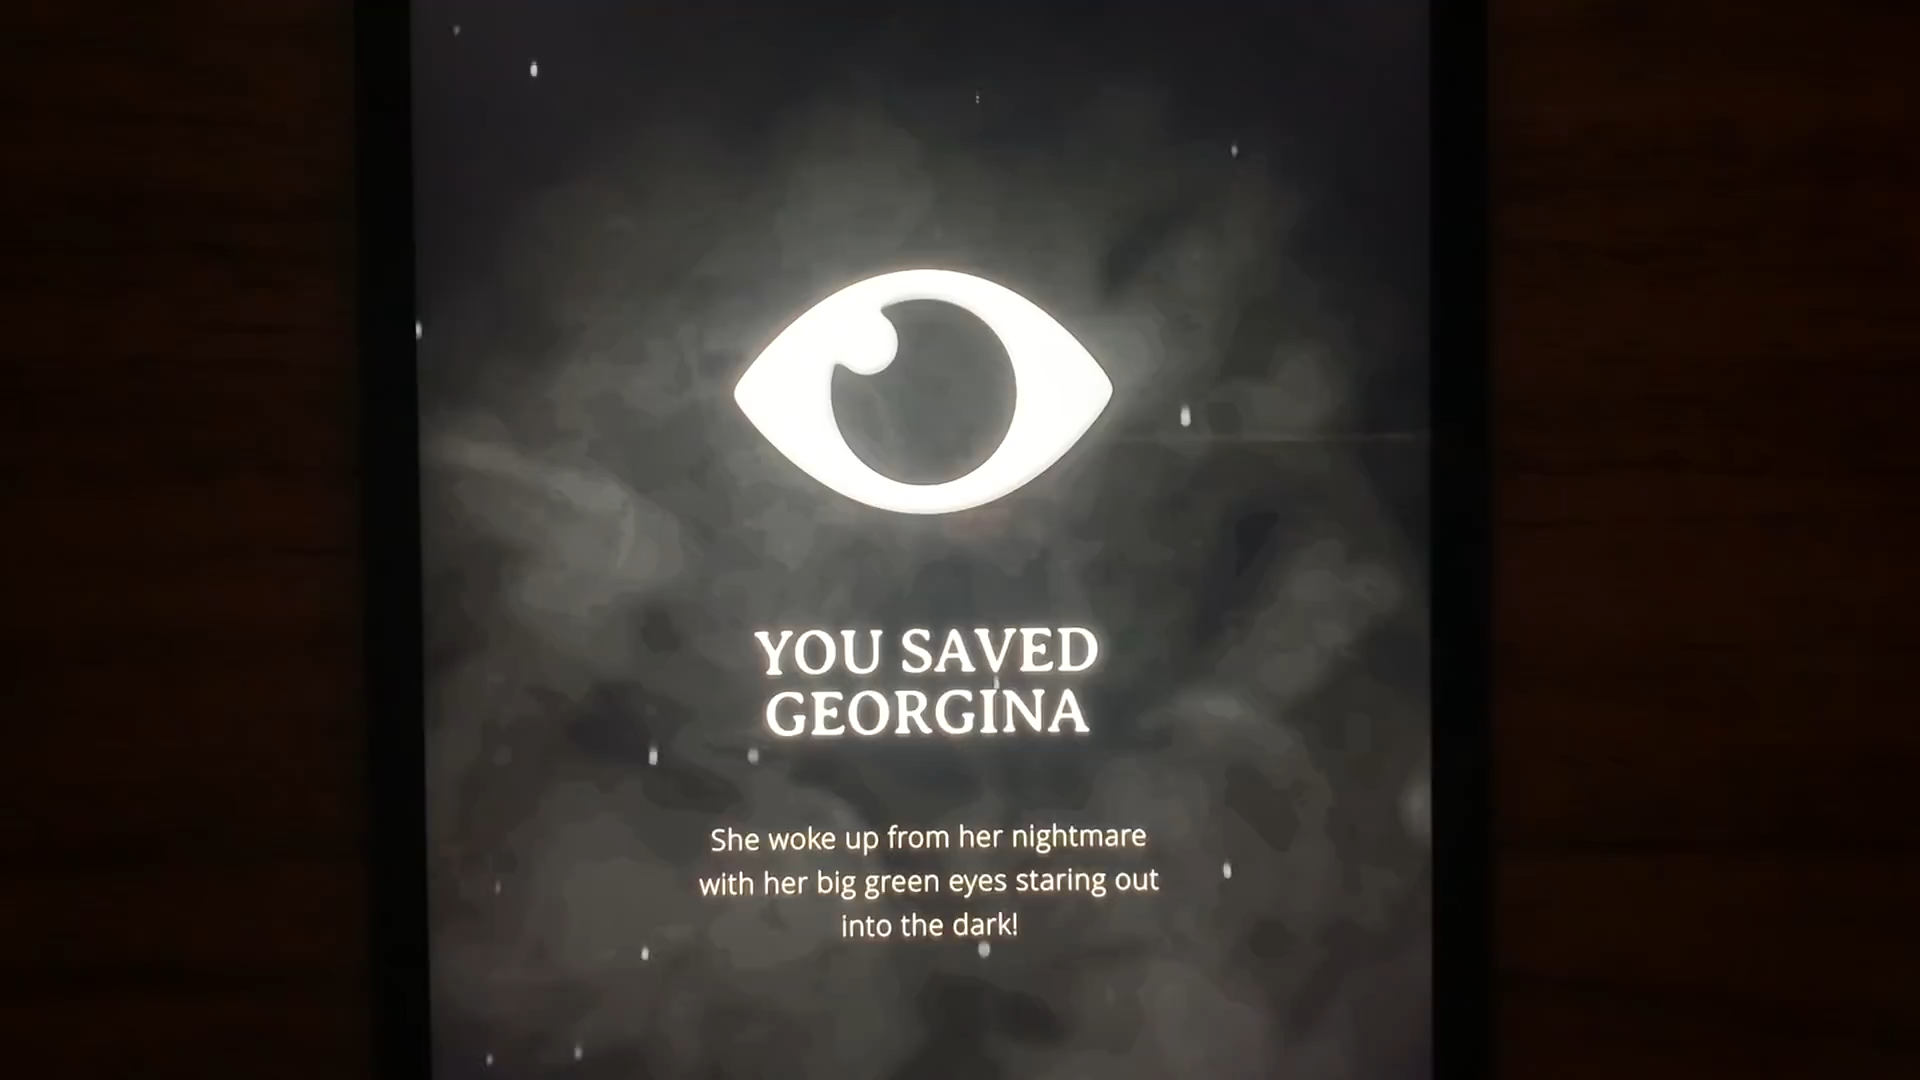 YOU SAVED
GEORGINA
She woke up from her nightmare
with her big green eyes staring out
into the dark!